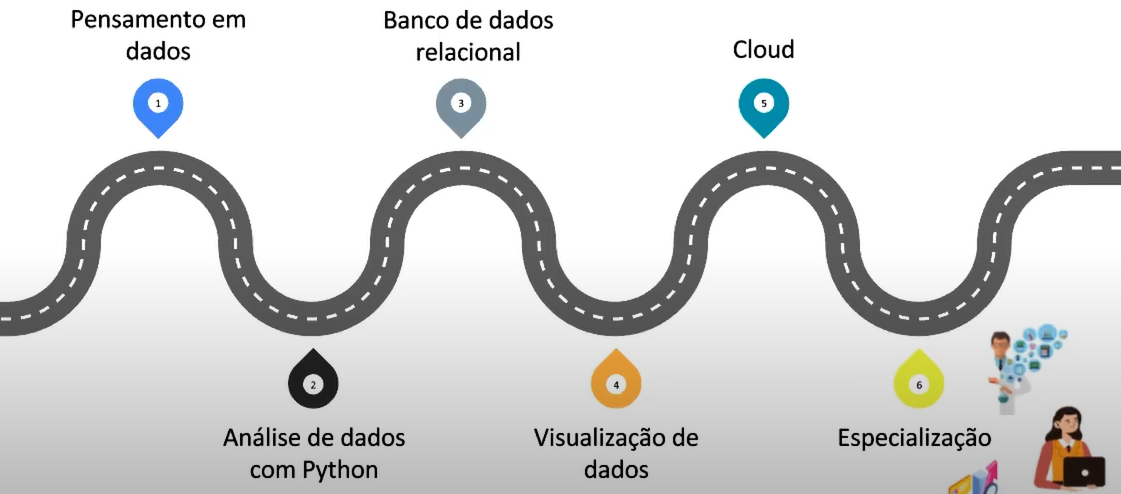 Pensamento em
dados
1
Banco de dados
relacional
3
Cloud
5
2
Análise de dados
com Python
4
Visualização de
dados
6
Especialização